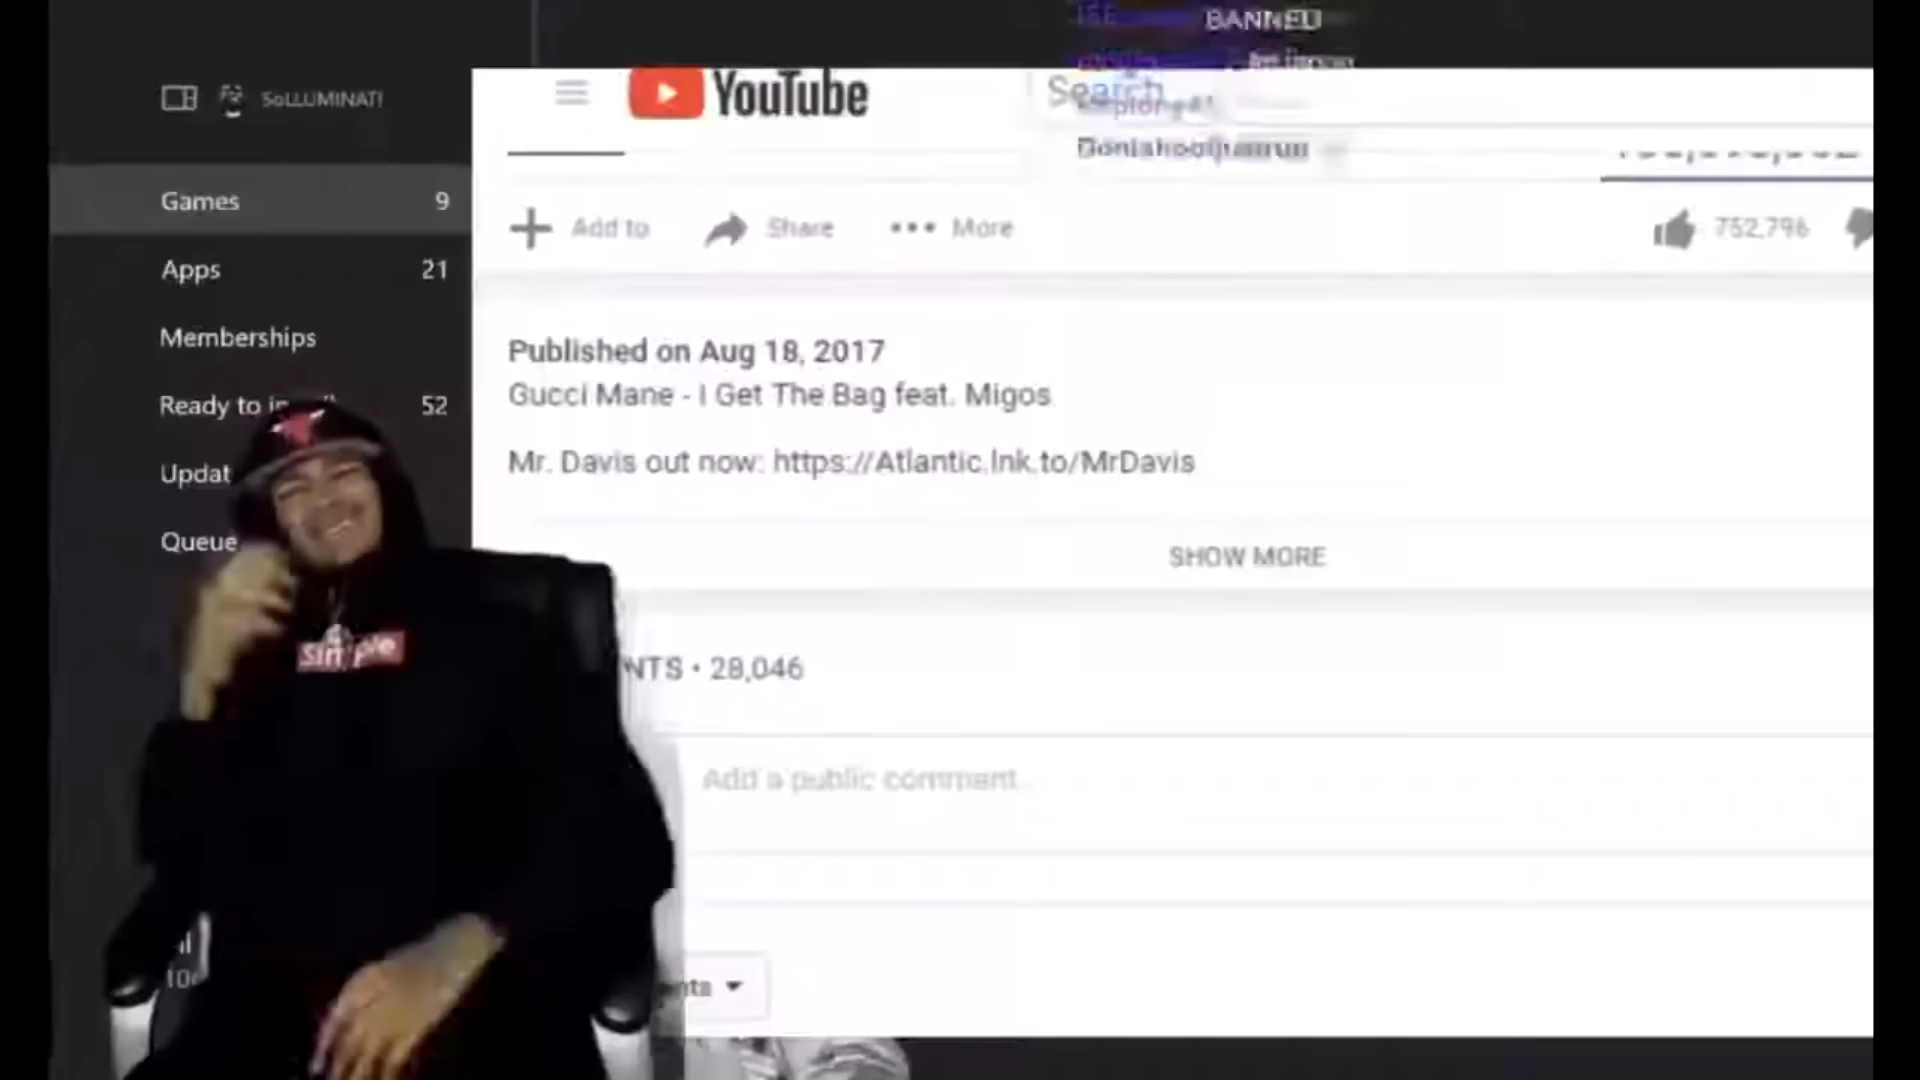 BANNED
SoLLUMINATI
YouTube
Search
Games 9
Add to Share More 752,796
Apps 21
Memberships
Published on Aug 18, 2017
Gucci Mane - I Get The Bag feat. Migos
Ready to 52
Mr. Davis out now: https://Atlantic.lnk.to/MrDavis
Updat
Queue
SHOW MORE
Simple
NTS • 28,046
Add a public comment...